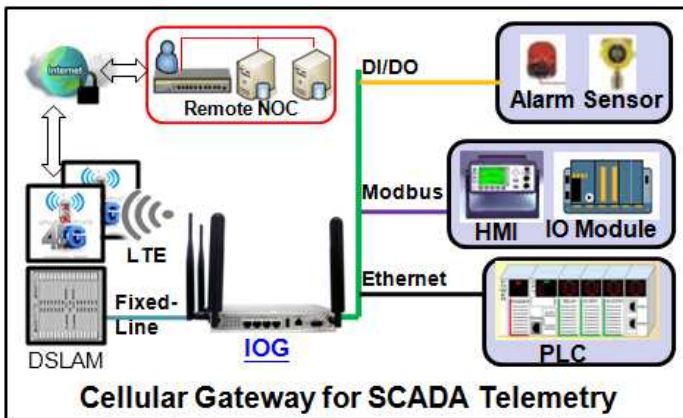 Internet
Remote NOC
DI/DO
Alarm
Sensor
4G
G
LTE
Modbus
HMI
IO Module
Fixed-
Line
DSLAM
IOG
Ethernet
PLC
Cellular Gateway for SCADA Telemetry